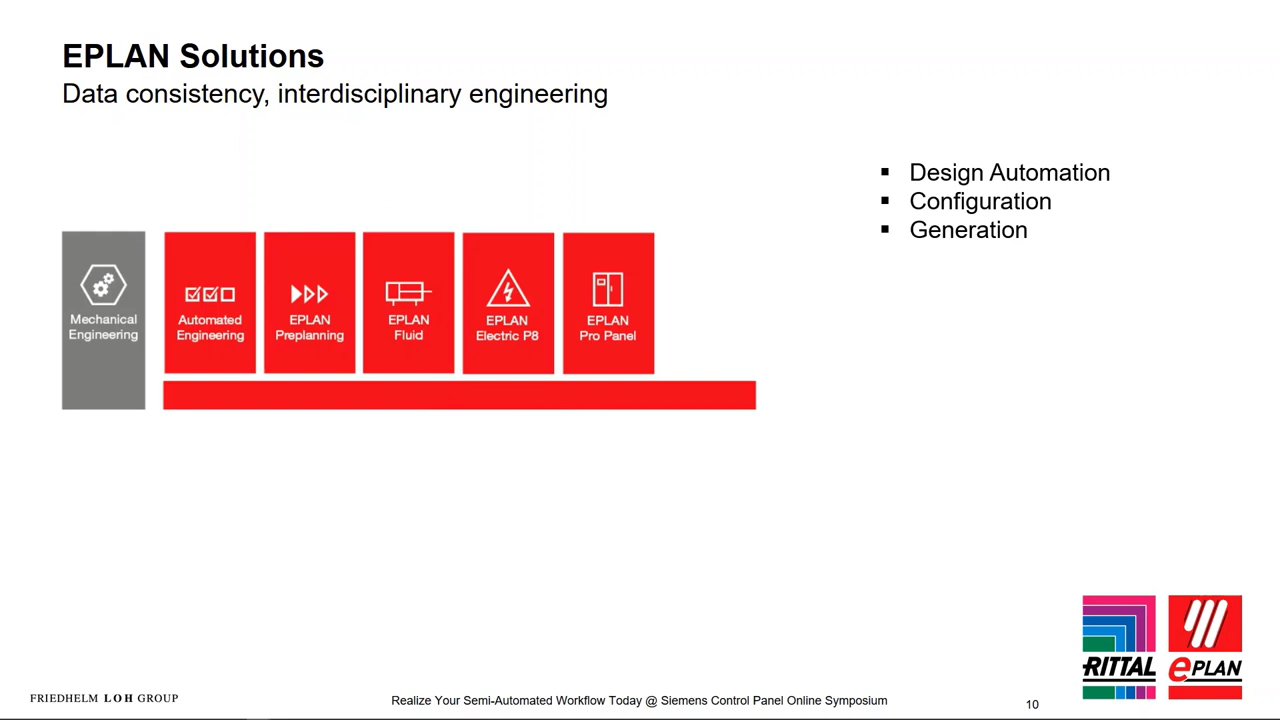 EPLAN Solutions
Data consistency, interdisciplinary engineering
▪ Design Automation
▪ Configuration
▪ Generation
Mechanical
Engineering
Automated
Engineering
EPLAN
Preplanning
EPLAN
Fluid
EPLAN
Electric P8
EPLAN
Pro Panel
RITTAL
ePLAN
FRIEDHELM LOH GROUP
Realize Your Semi-Automated Workflow Today @ Siemens Control Panel Online Symposium
10